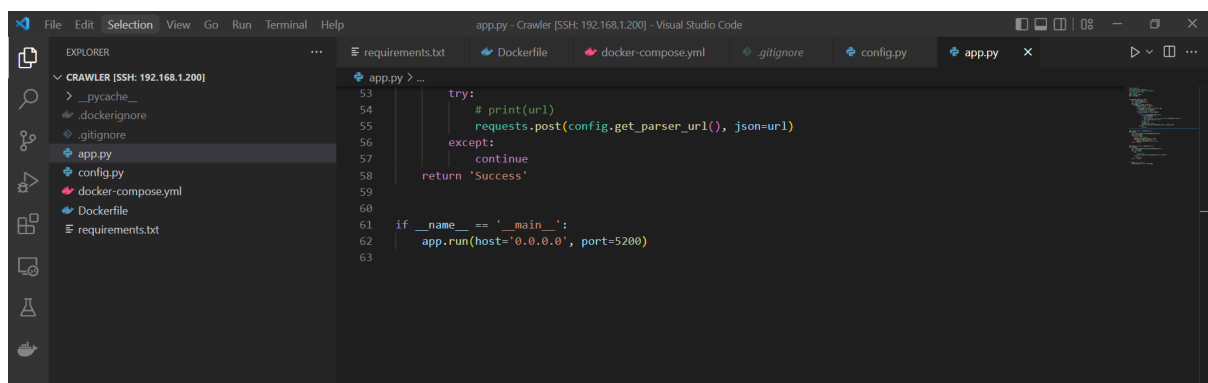 File Edit Selection View Go Run Terminal Help
app.py - Crawler [SSH: 192.168.1.200] - Visual Studio Code
EXPLORER
CRAWLER [SSH: 192.168.1.200]
__pycache__
.dockerignore
.gitignore
app.py
config.py
docker-compose.yml
Dockerfile
requirements.txt
requirements.txt Dockerfile docker-compose.yml .gitignore config.py app.py
app.py > ...
53 try:
54 # print(url)
55 requests.post(config.get_parser_url(), json=url)
56 except:
57 continue
58 return 'Success'
59
60
61 if __name__ == '__main__':
62 app.run(host='0.0.0.0', port=5200)
63